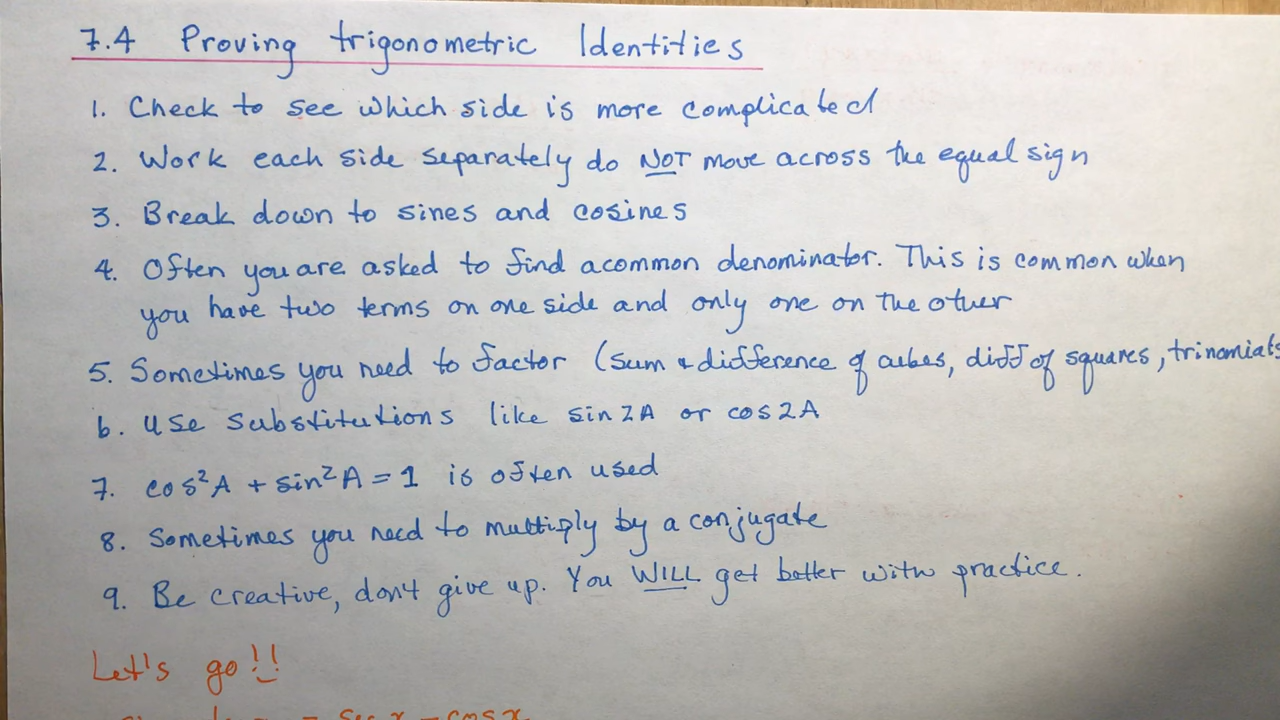 7.4 Proving trigonometric Identities
1. Check to see which side is more complicated
2. Work each side separately do NOT move across the equal sign
3. Break down to sines and cosines
4. Often you are asked to find a common denominator. This is common when
you have two terms on one side and only one on the other
5. Sometimes you need to factor (sum & difference of cubes, diff of squares, trinomials
6. Use substitutions like sin 2A or cos 2A
7. cos²A + sin²A = 1 is often used
8. Sometimes you need to multiply by a conjugate
9. Be creative, don't give up. You WILL get better with practice.
Let's go!!
= sec x - cos x